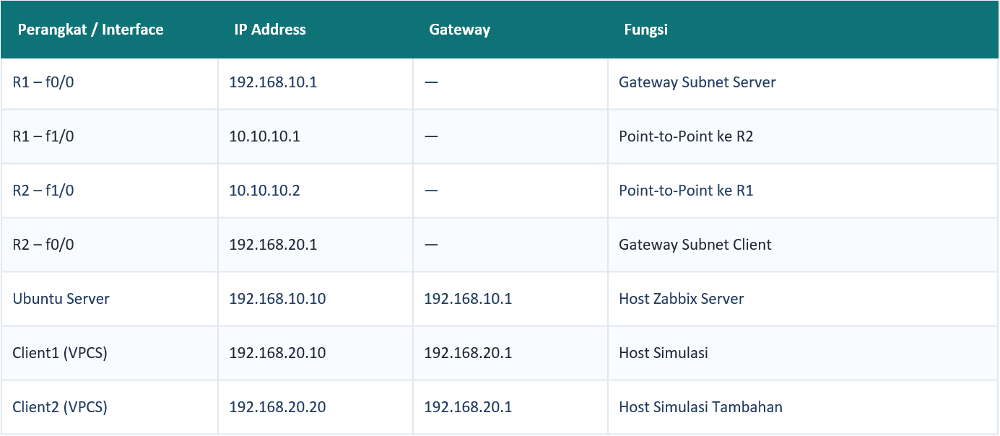 Perangkat / Interface IP Address Gateway Fungsi
R1 – f0/0 192.168.10.1 — Gateway Subnet Server
R1 – f1/0 10.10.10.1 — Point-to-Point ke R2
R2 – f1/0 10.10.10.2 — Point-to-Point ke R1
R2 – f0/0 192.168.20.1 — Gateway Subnet Client
Ubuntu Server 192.168.10.10 192.168.10.1 Host Zabbix Server
Client1 (VPCS) 192.168.20.10 192.168.20.1 Host Simulasi
Client2 (VPCS) 192.168.20.20 192.168.20.1 Host Simulasi Tambahan